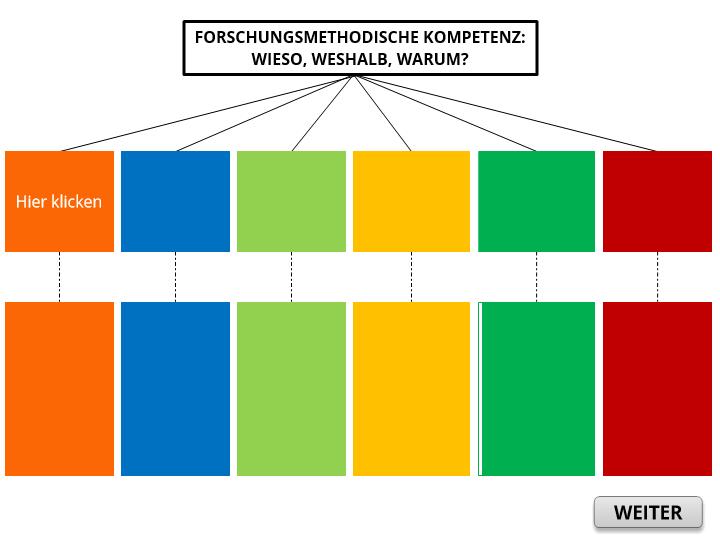 FORSCHUNGSMETHODISCHE KOMPETENZ:
WIESO, WESHALB, WARUM?
Hier klicken
WEITER